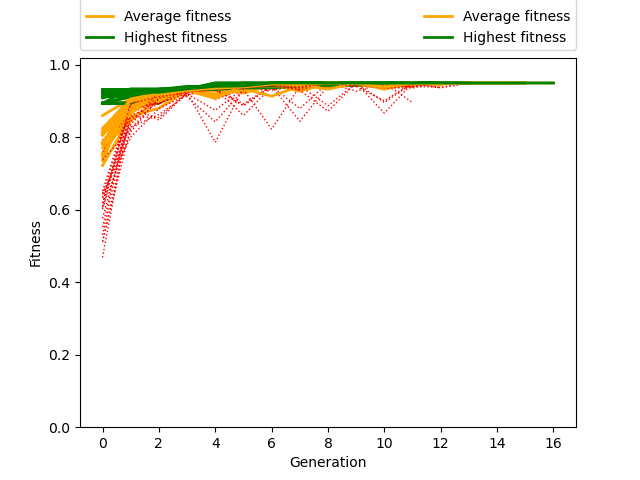 Average fitness Average fitness
Highest fitness Highest fitness
1.0
0.8
0.6
0.4
0.2
0.0
Fitness
0 2 4 6 8 10 12 14 16
Generation